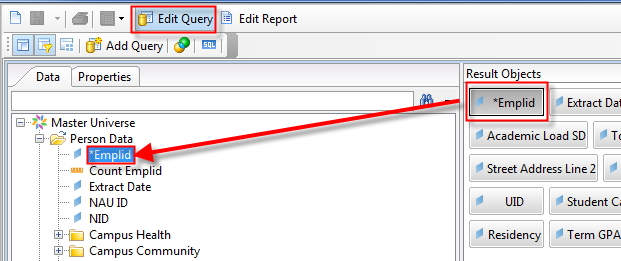 Edit Query Edit Report
Add Query SQL
Data Properties
Result Objects
*Emplid Extract Dat
Academic Load SD To
Street Address Line 2
UID Student Ca
Residency Term GPA
Master Universe
Person Data
*Emplid
Count Emplid
Extract Date
NAU ID
NID
Campus Health
Campus Community